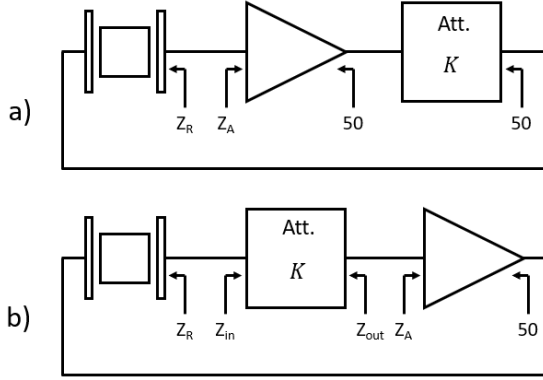 Att.
K
a)
Z_R Z_A 50 50
Att.
K
b)
Z_R Z_in Z_out Z_A 50